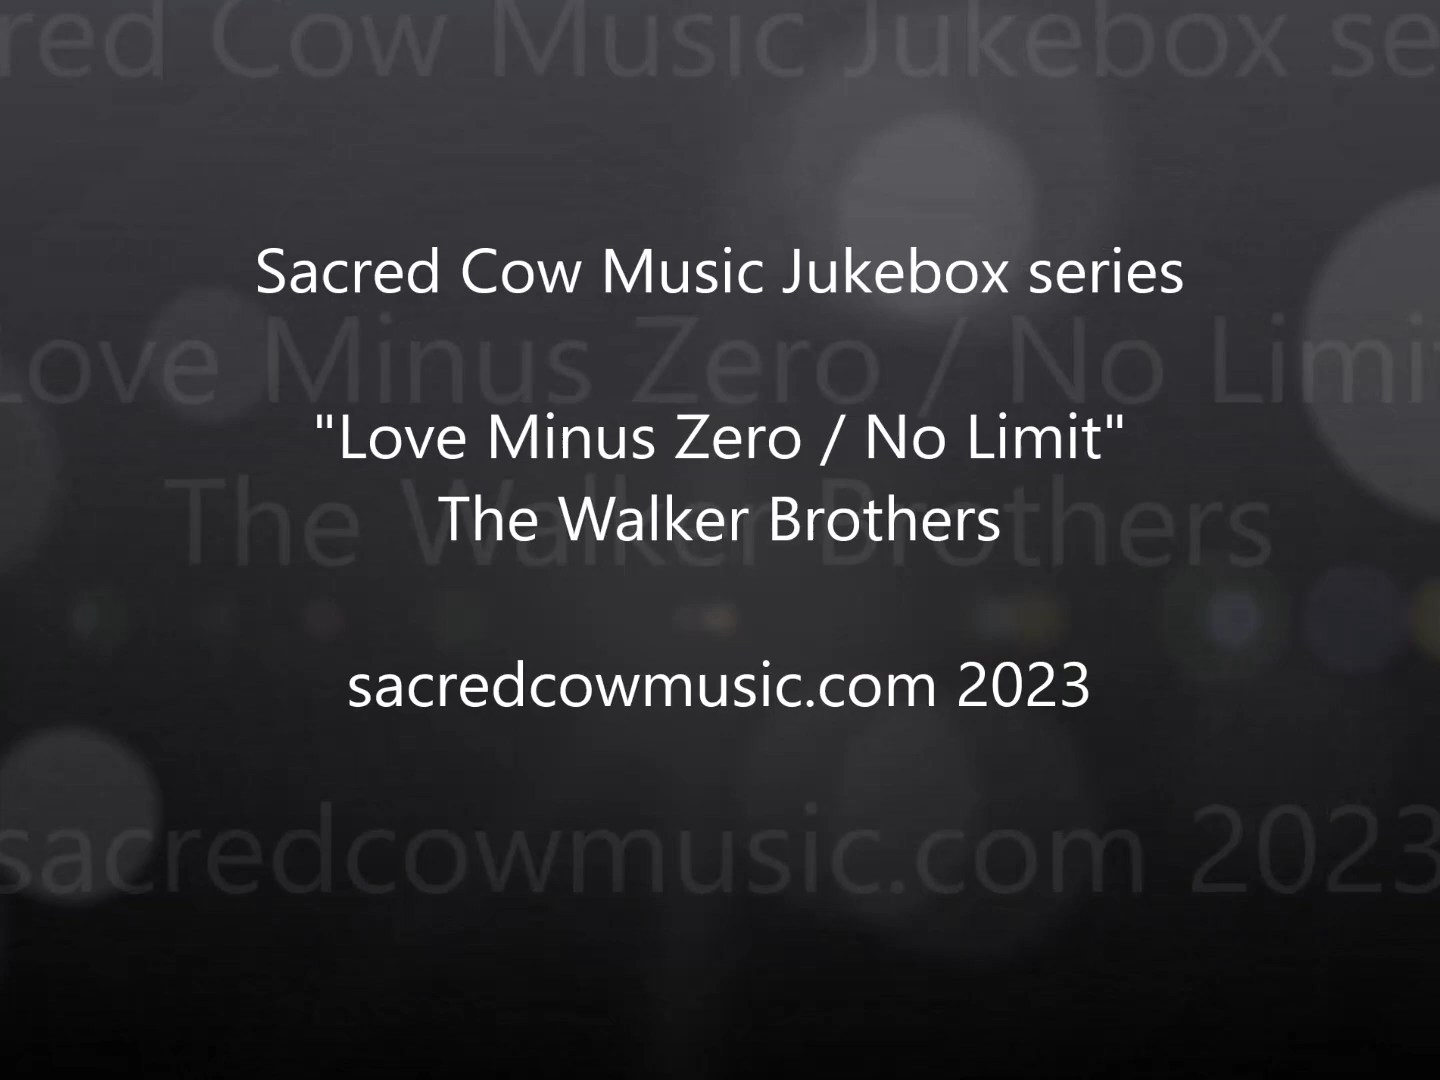 Sacred Cow Music Jukebox series
"Love Minus Zero / No Limit"
The Walker Brothers
sacredcowmusic.com 2023